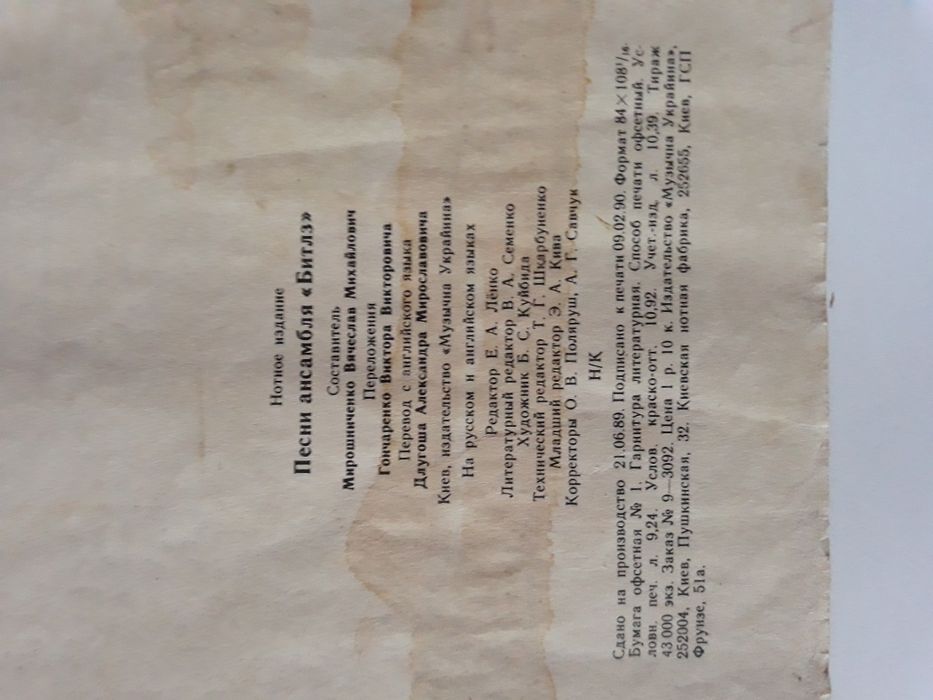 Нотное издание
Песни ансамбля «Битлз»
Составитель
Мирошниченко Вячеслав Михайлович
Переложения
Гончаренко Виктора Викторовича
Перевод с английского языка
Длугоша Александра Мирославовича
Киев, издательство «Музычна Украйина»
На русском и английском языках
Редактор Е. А. Лёнко
Литературный редактор В. А. Семенко
Художник Б. С. Куйбида
Технический редактор Т. Г. Шкарбуненко
Младший редактор Э. А. Кива
Корректоры О. В. Поляруш, А. Г. Савчук
Н/К
Сдано на производство 21.06.89. Подписано к печати 09.02.90. Формат 84×108¹/₁₆.
Бумага офсетная № 1. Гарнитура литературная. Способ печати офсетный. Ус-
ловн. печ. л. 9,24. Услов. краско-отт. 10,92. Учет.-изд. л. 10,39. Тираж
43 000 экз. Заказ № 9—3092. Цена 1 р. 10 к. Издательство «Музычна Украйина»,
252004, Киев, Пушкинская, 32. Киевская нотная фабрика, 252655, Киев, ГСП
Фрунзе, 51а.